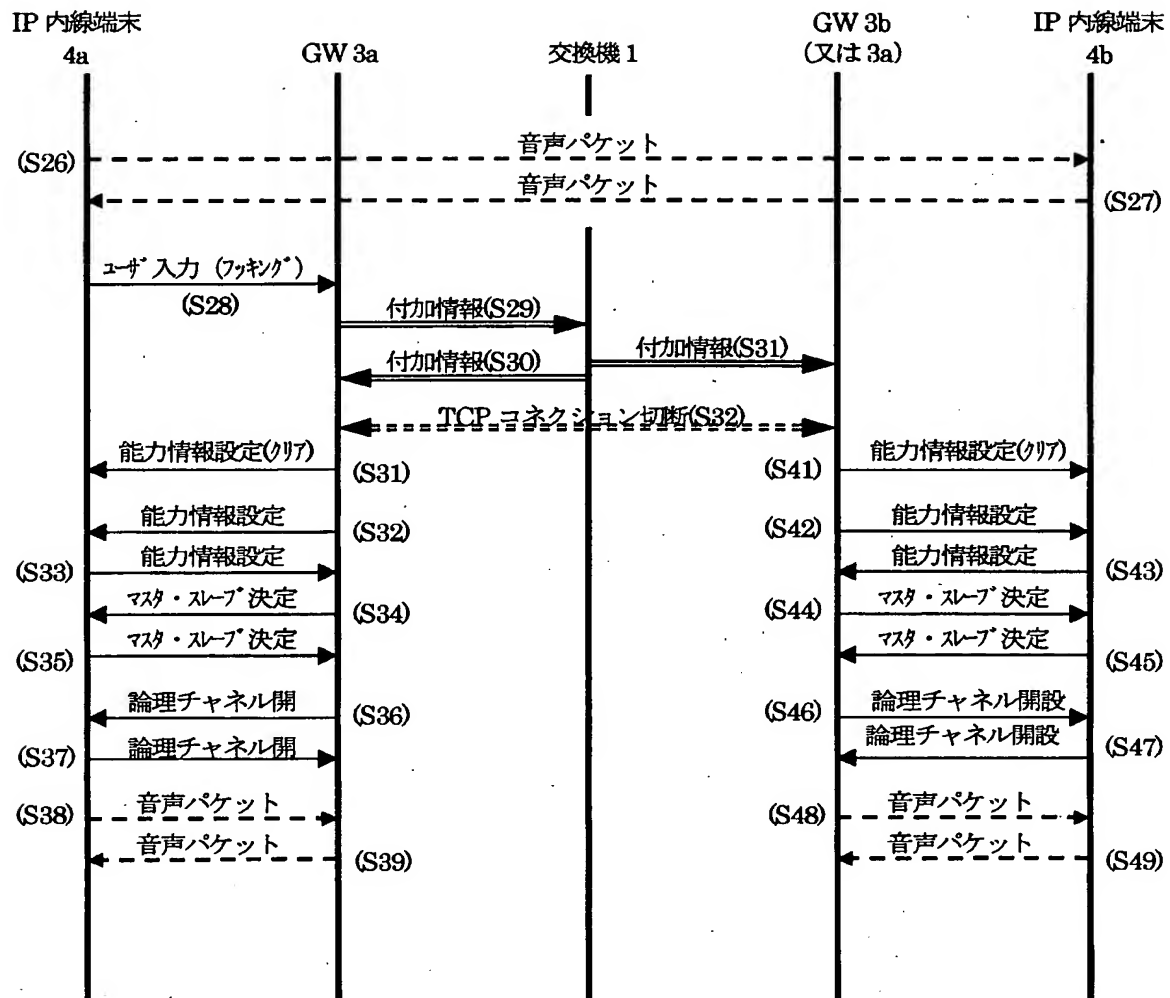 IP 内線端末
4a
GW 3a
交換機 1
GW 3b
(又は 3a)
IP 内線端末
4b
音声パケット
(S26)
音声パケット
(S27)
ユーザ入力 (フッキング)
(S28)
付加情報(S29)
付加情報(S30)
付加情報(S31)
TCP コネクション切断(S32)
能力情報設定(クリア)
(S31)
(S41)
能力情報設定(クリア)
能力情報設定
(S32)
(S42)
能力情報設定
(S33)
能力情報設定
能力情報設定
(S43)
マスタ・スレーブ決定
(S34)
(S44)
マスタ・スレーブ決定
(S35)
マスタ・スレーブ決定
マスタ・スレーブ決定
(S45)
論理チャネル開
(S36)
(S46)
論理チャネル開設
(S37)
論理チャネル開
論理チャネル開設
(S47)
(S38)
音声パケット
(S48)
音声パケット
音声パケット
(S39)
音声パケット
(S49)